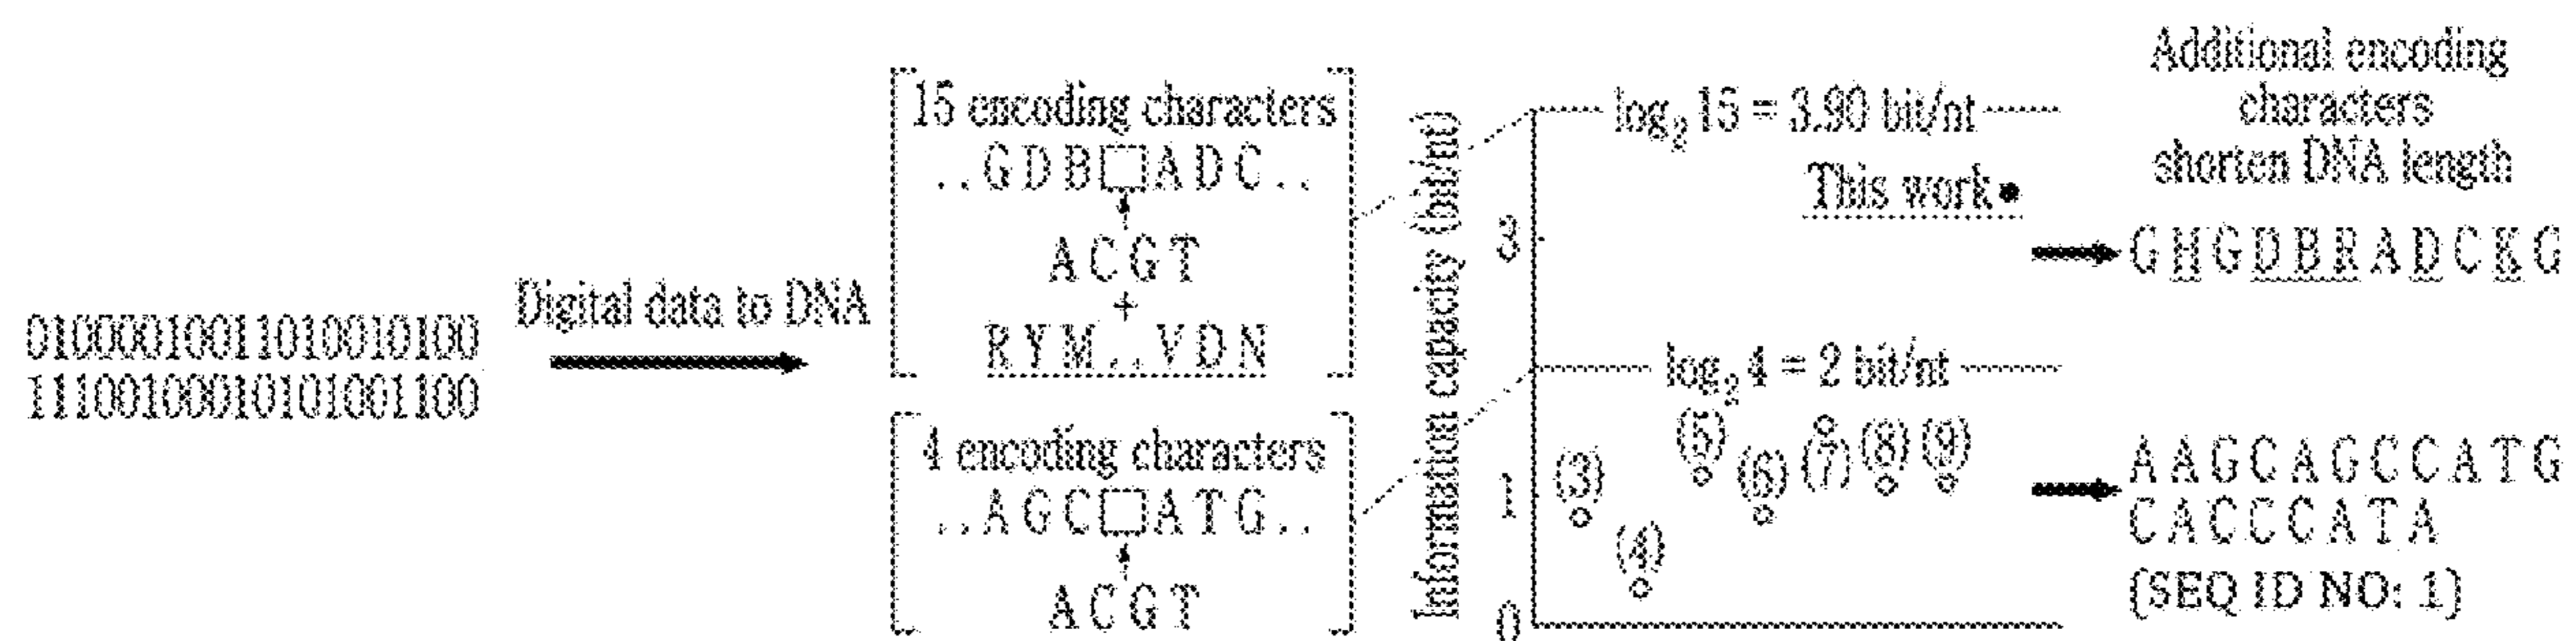 01000010011010010100
11100100010101001100
Digital data to DNA
15 encoding characters
..GDB□ADC..
ACGT
+
RYM..VDN
4 encoding characters
..AGC□ATG..
ACGT
Information capacity (bit/nt)
3
1
0
log₂ 15 = 3.90 bit/nt
This work
log₂ 4 = 2 bit/nt
(3)
(4)
(5)
(6)
(7)
(8)
(9)
Additional encoding
characters
shorten DNA length
GHGDBRADCKG
AAGCAGCCATG
CACCCATA
(SEQ ID NO: 1)